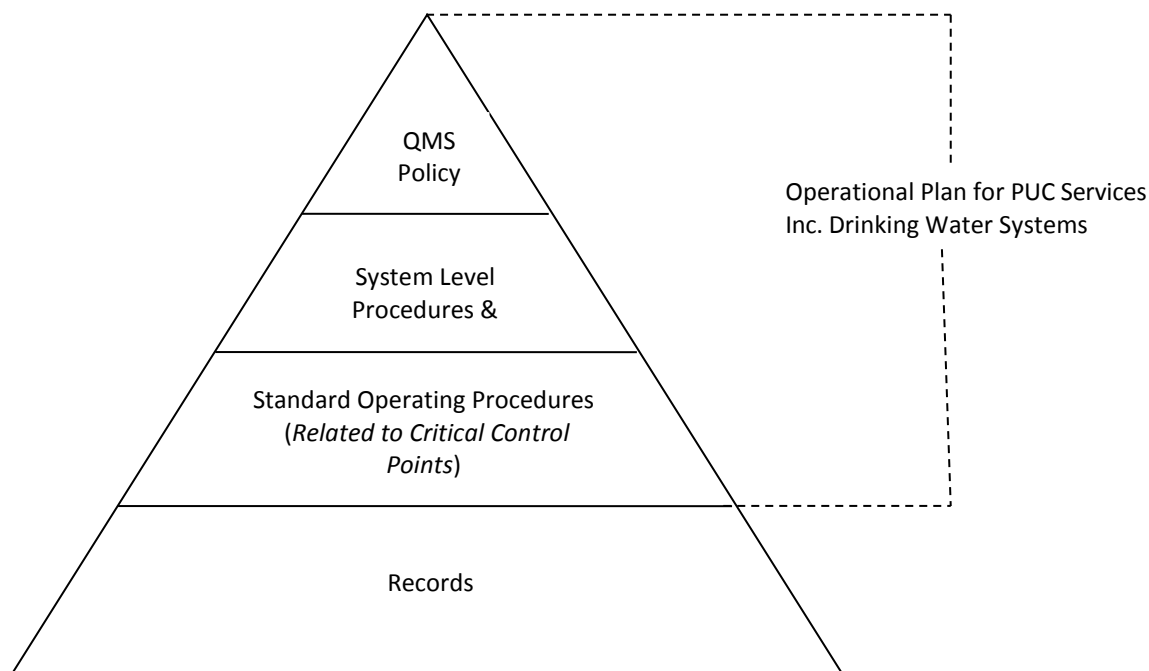 QMS
Policy
Operational Plan for PUC Services
Inc. Drinking Water Systems
System Level
Procedures &
Standard Operating Procedures
(Related to Critical Control
Points)
Records